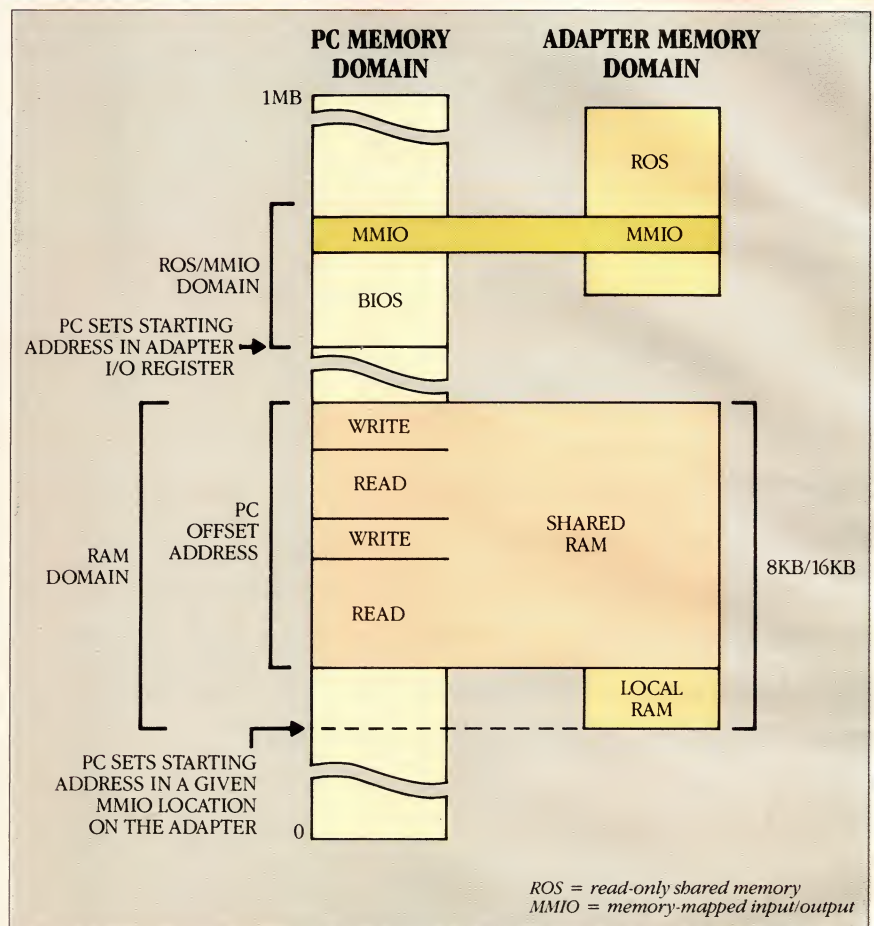 PC MEMORY
DOMAIN
ADAPTER MEMORY
DOMAIN
1MB
ROS
MMIO
MMIO
ROS/MMIO
DOMAIN
BIOS
PC SETS STARTING
ADDRESS IN ADAPTER
I/O REGISTER
WRITE
READ
PC
OFFSET
ADDRESS
WRITE
SHARED
RAM
RAM
DOMAIN
8KB/16KB
READ
LOCAL
RAM
PC SETS STARTING
ADDRESS IN A GIVEN
MMIO LOCATION
ON THE ADAPTER
0
ROS = read-only shared memory
MMIO = memory-mapped input/output